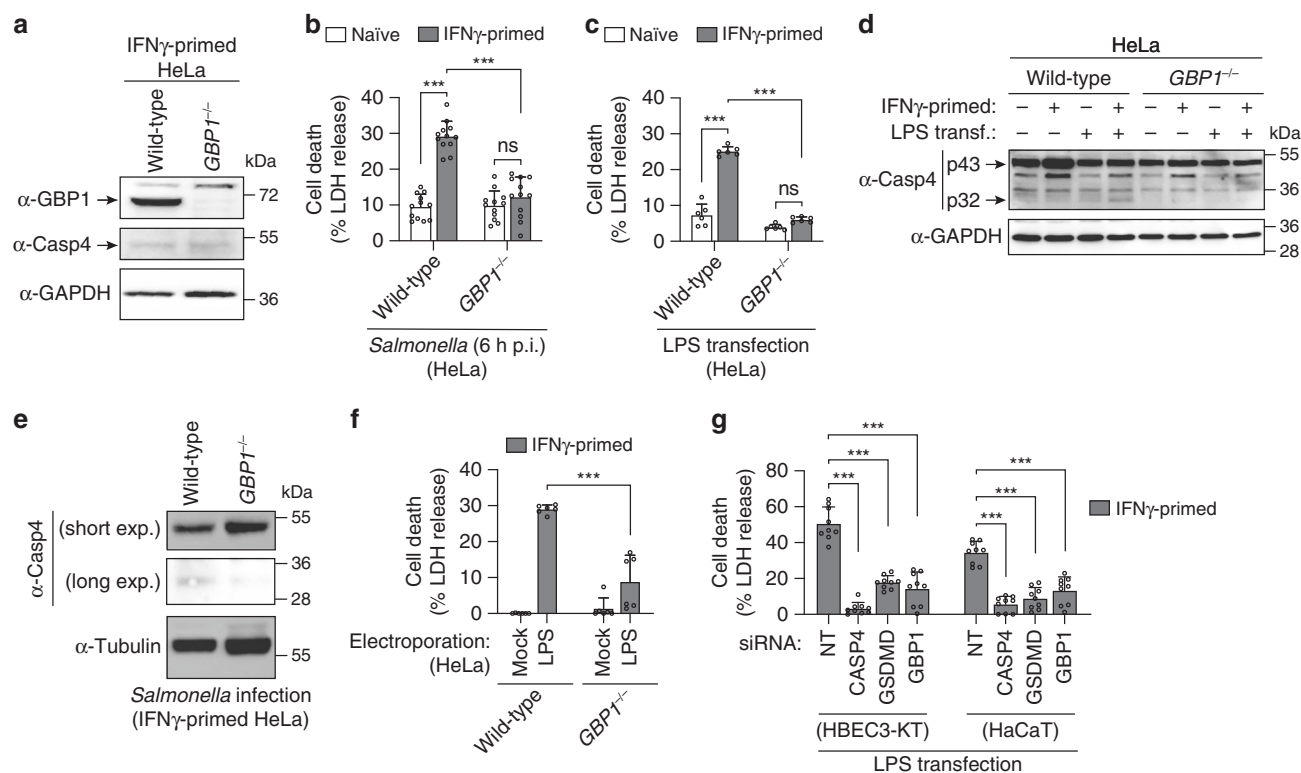 a
IFNγ-primed
HeLa
Wild-type
GBP1–/–
kDa
α-GBP1
72
α-Casp4
55
α-GAPDH
36
b
Naïve
IFNγ-primed
***
***
ns
Cell death
(% LDH release)
40
30
20
10
0
Wild-type
GBP1–/–
Salmonella (6 h p.i.)
(HeLa)
c
Naïve
IFNγ-primed
***
***
ns
Cell death
(% LDH release)
40
30
20
10
0
Wild-type
GBP1–/–
LPS transfection
(HeLa)
d
HeLa
Wild-type
GBP1–/–
IFNγ-primed: – + – + – + – +
LPS transf.: – – + + – – + +
kDa
α-Casp4
p43
p32
55
36
α-GAPDH
36
28
e
Wild-type
GBP1–/–
kDa
α-Casp4
(short exp.)
55
(long exp.)
36
28
α-Tubulin
55
Salmonella infection
(IFNγ-primed HeLa)
f
IFNγ-primed
***
Cell death
(% LDH release)
40
30
20
10
0
Electroporation:
(HeLa)
Mock
LPS
Mock
LPS
Wild-type
GBP1–/–
g
***
***
***
***
***
***
IFNγ-primed
Cell death
(% LDH release)
80
60
40
20
0
siRNA:
NT
CASP4
GSDMD
GBP1
NT
CASP4
GSDMD
GBP1
(HBEC3-KT)
(HaCaT)
LPS transfection